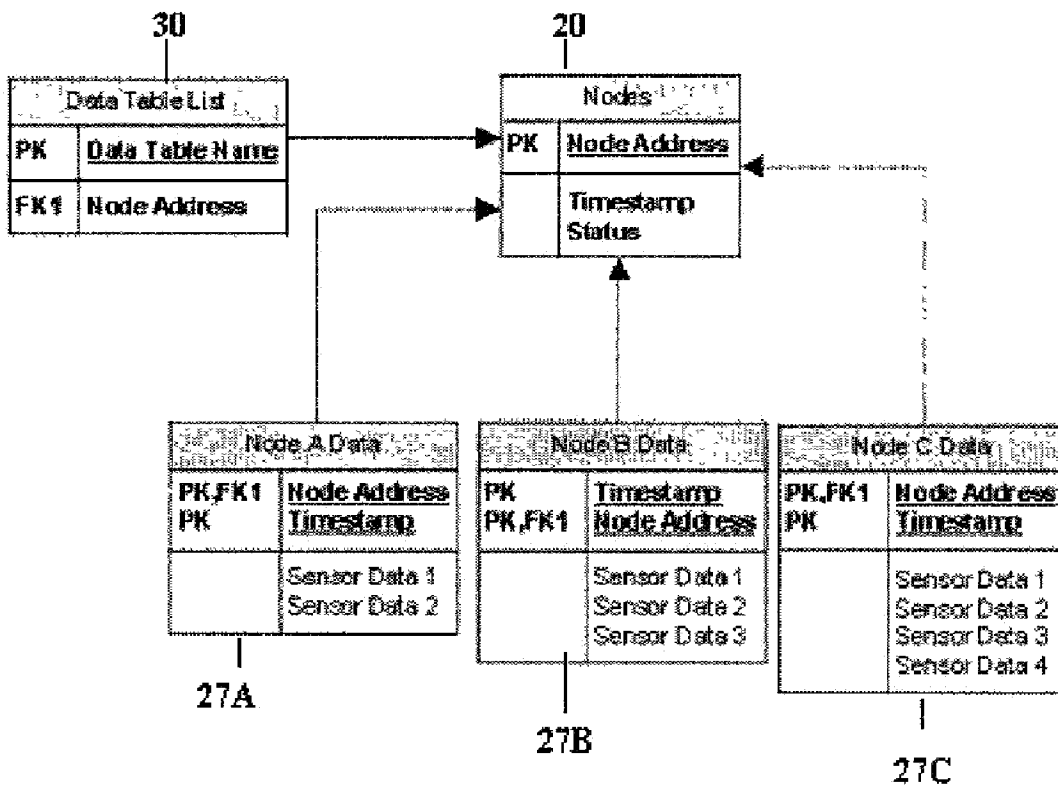 30
20
Data Table List
PK Data Table Name
FK1 Node Address
Nodes
PK Node Address
Timestamp
Status
Node A Data
PK,FK1 Node Address
PK Timestamp
Sensor Data 1
Sensor Data 2
Node B Data
PK Timestamp
PK,FK1 Node Address
Sensor Data 1
Sensor Data 2
Sensor Data 3
Node C Data
PK,FK1 Node Address
PK Timestamp
Sensor Data 1
Sensor Data 2
Sensor Data 3
Sensor Data 4
27A
27B
27C